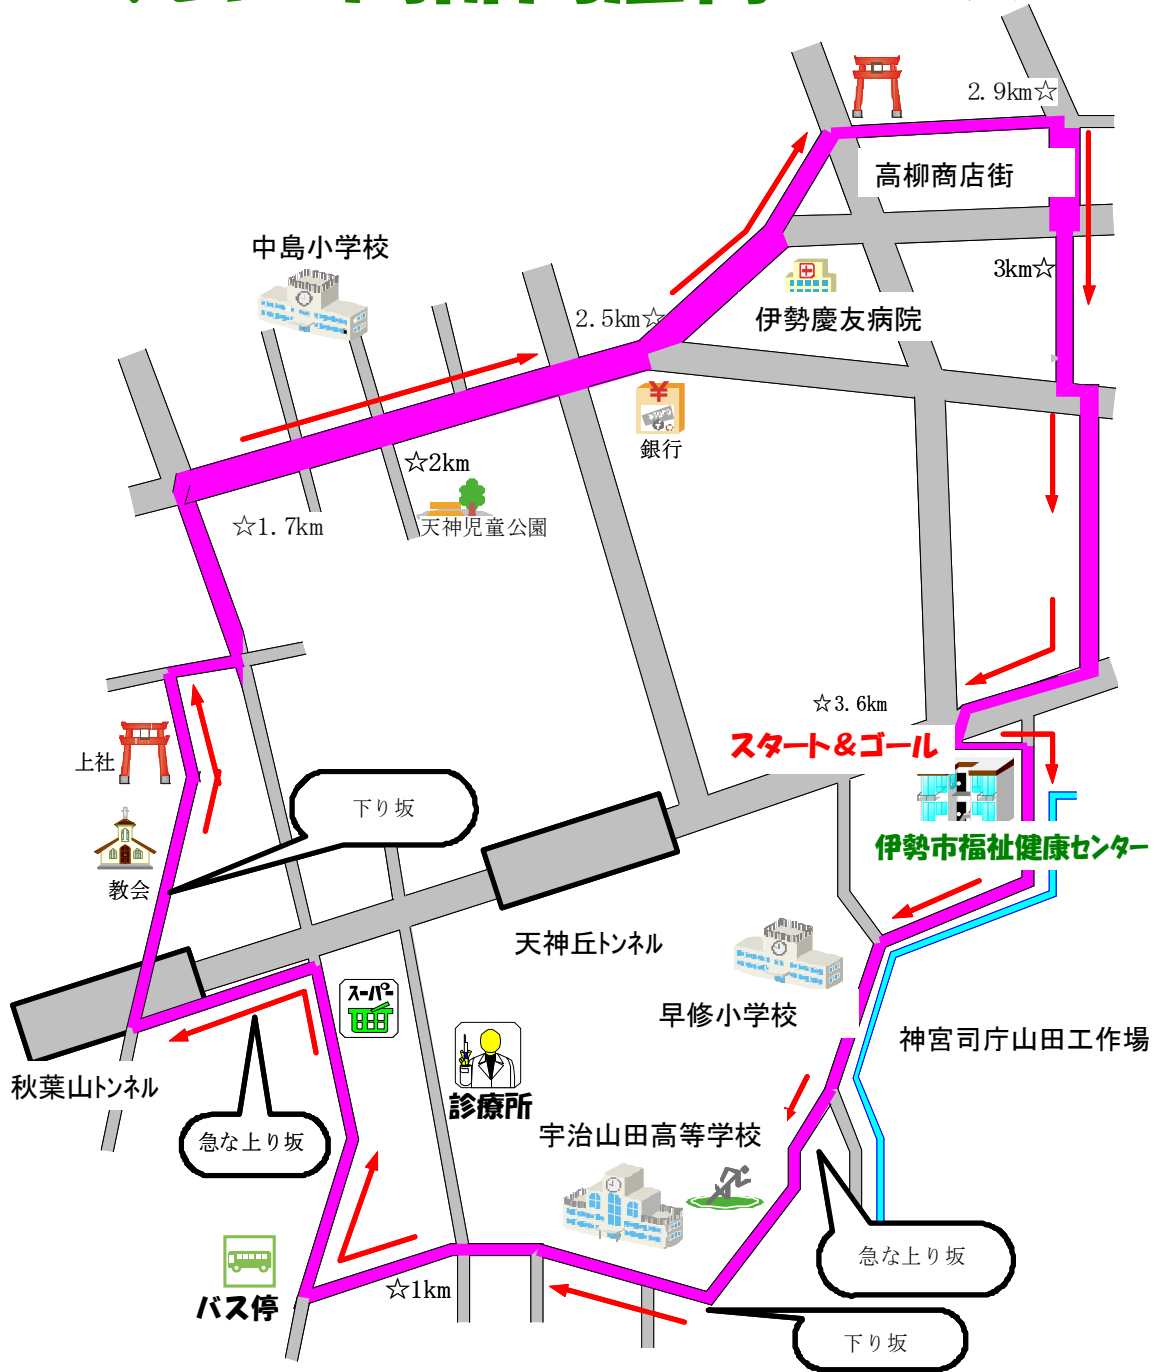 2.9km☆
高柳商店街
中島小学校
3km☆
2.5km☆
伊勢慶友病院
銀行
☆2km
☆1.7km
天神児童公園
☆3.6km
スタート&ゴール
上社
下り坂
伊勢市福祉健康センター
教会
天神丘トンネル
スーパー
早修小学校
神宮司庁山田工作場
秋葉山トンネル
診療所
急な上り坂
宇治山田高等学校
急な上り坂
☆1km
バス停
下り坂